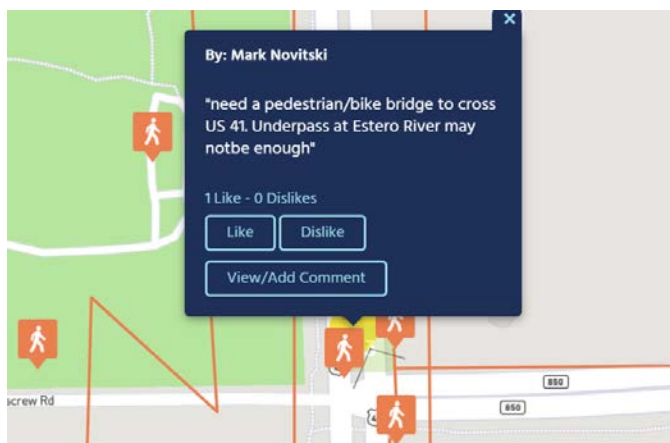 ×
By: Mark Novitski
"need a pedestrian/bike bridge to cross
US 41. Underpass at Estero River may
notbe enough"
1 Like - 0 Dislikes
Like
Dislike
View/Add Comment
850
screw Rd
850